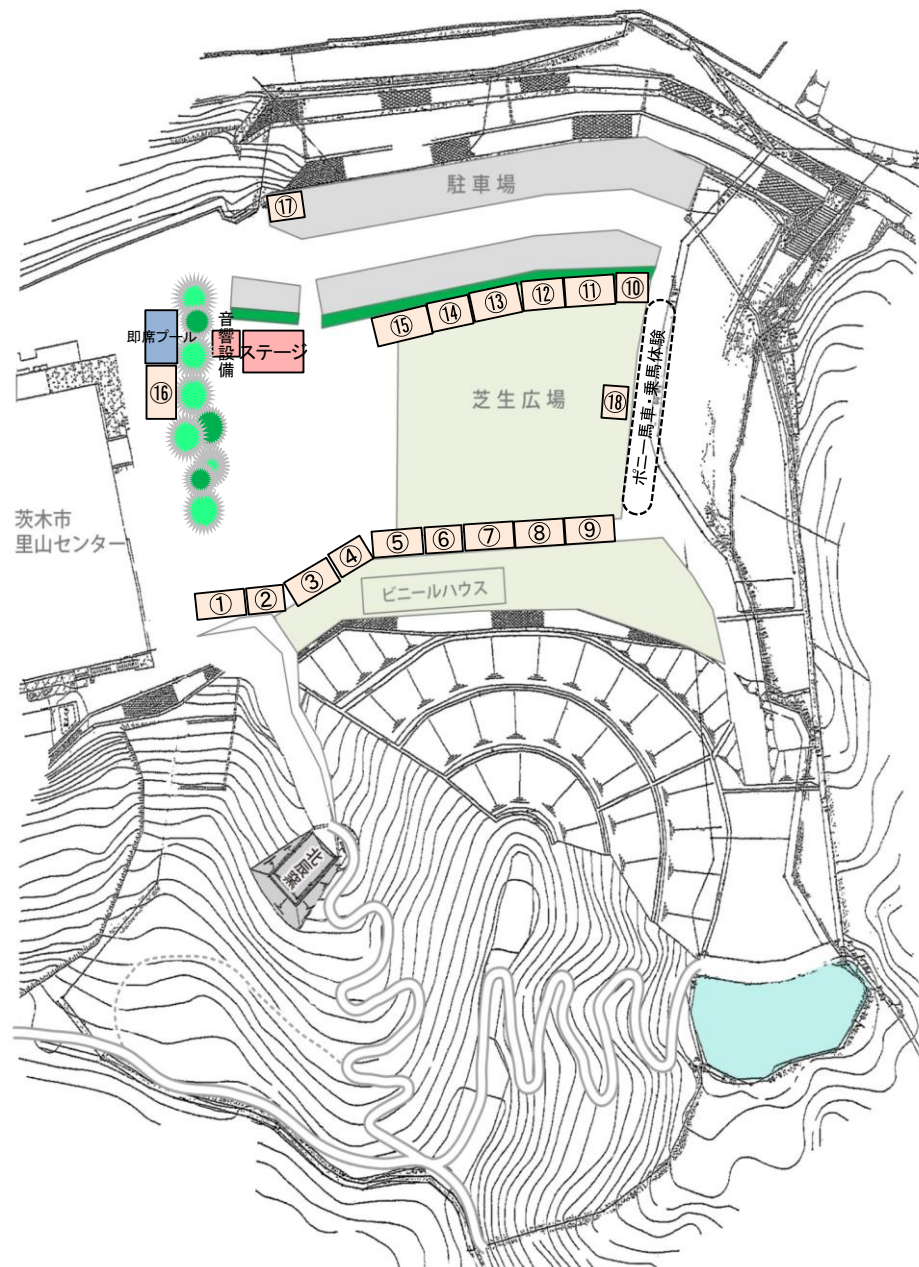 駐車場
⑰
⑩
⑪
⑫
⑬
⑭
⑮
即席プール
音響設備
ステージ
⑯
芝生広場
⑱
ポニー馬車・乗馬体験
茨木市
里山センター
①
②
③
④
⑤
⑥
⑦
⑧
⑨
ビニールハウス
北辰窯